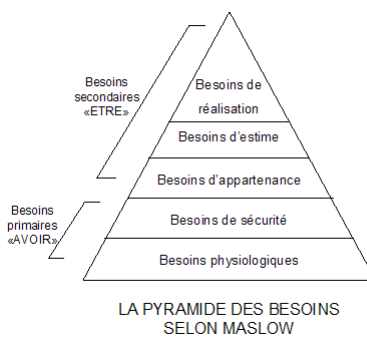 Besoins
secondaires
«ETRE»
Besoins de
réalisation
Besoins d'estime
Besoins d'appartenance
Besoins
primaires
«AVOIR»
Besoins de sécurité
Besoins physiologiques
LA PYRAMIDE DES BESOINS
SELON MASLOW